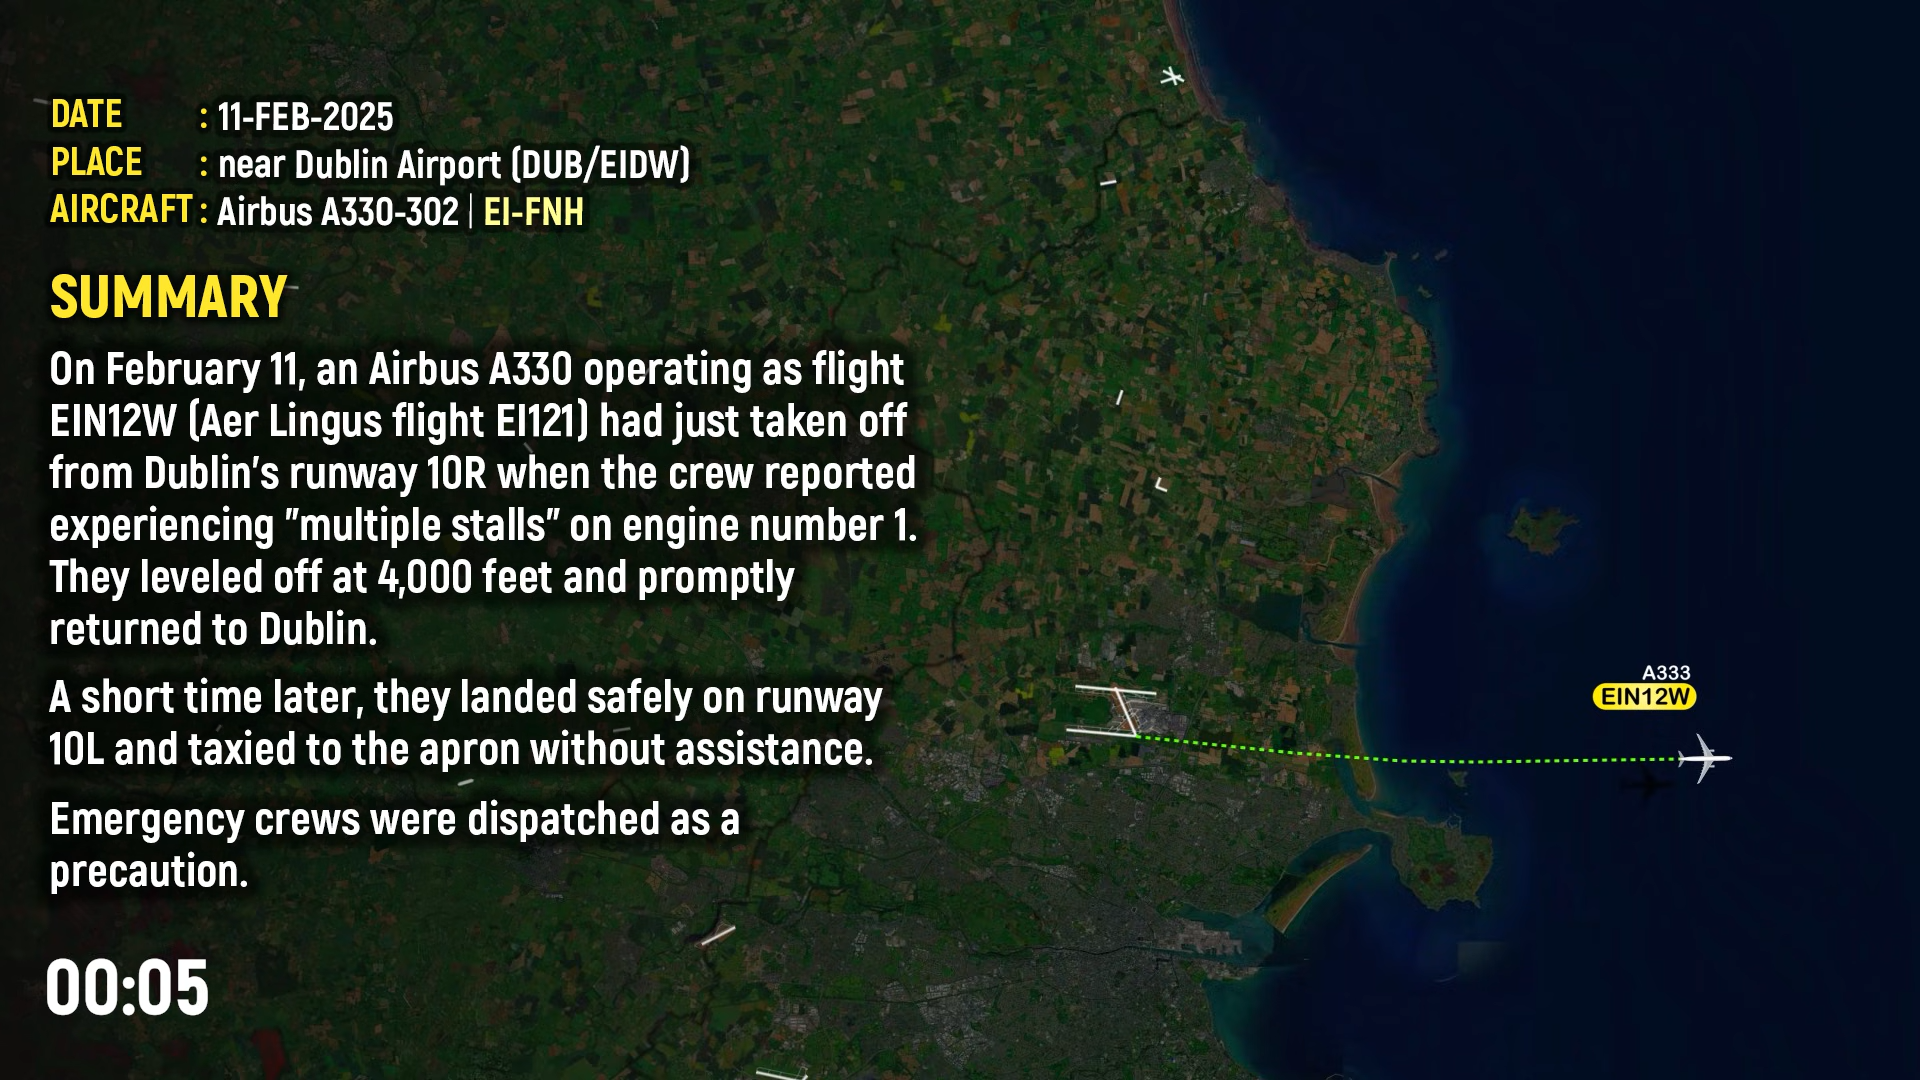 DATE : 11-FEB-2025
PLACE : near Dublin Airport (DUB/EIDW)
AIRCRAFT : Airbus A330-302 | EI-FNH
SUMMARY
On February 11, an Airbus A330 operating as flight
EIN12W (Aer Lingus flight EI121) had just taken off
from Dublin's runway 10R when the crew reported
experiencing "multiple stalls" on engine number 1.
They leveled off at 4,000 feet and promptly
returned to Dublin.
A short time later, they landed safely on runway
10L and taxied to the apron without assistance.
Emergency crews were dispatched as a
precaution.
00:05
A333
EIN12W